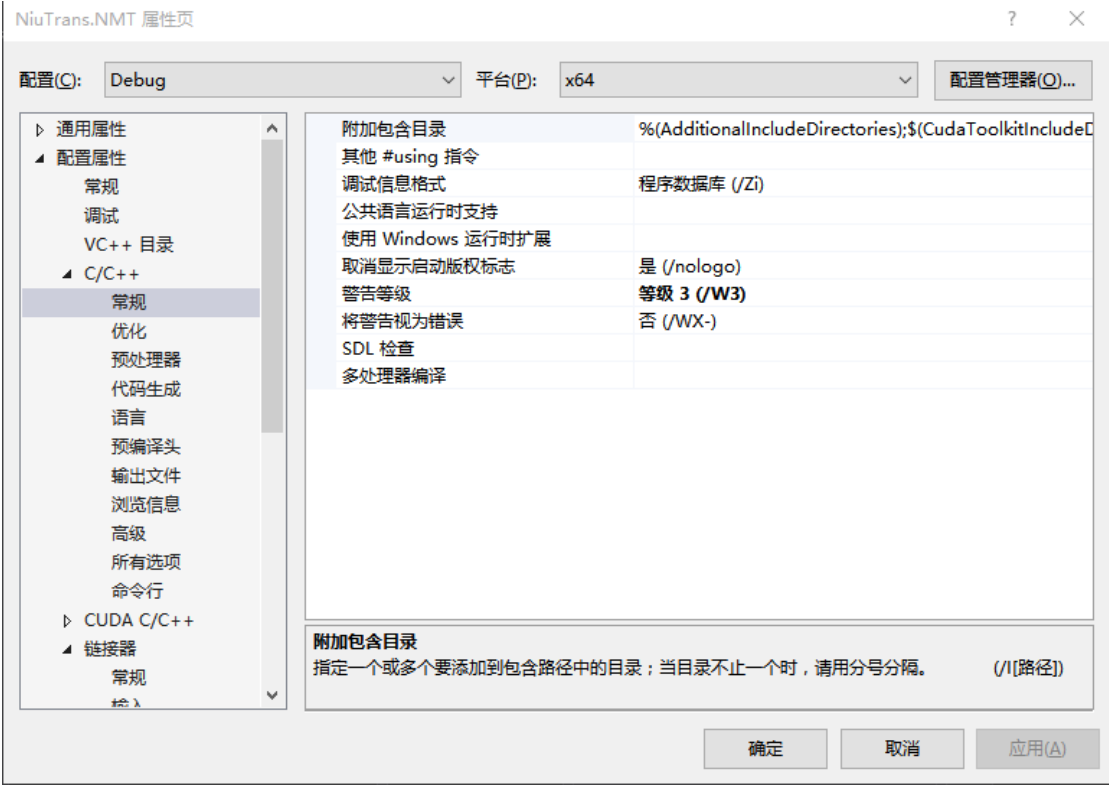 NiuTrans.NMT 属性页
配置(C): Debug 平台(P): x64 配置管理器(O)...
通用属性
配置属性
常规
调试
VC++ 目录
C/C++
常规
优化
预处理器
代码生成
语言
预编译头
输出文件
浏览信息
高级
所有选项
命令行
CUDA C/C++
链接器
常规
输入
附加包含目录 %(AdditionalIncludeDirectories);$(CudaToolkitIncludeD
其他 #using 指令
调试信息格式 程序数据库 (/Zi)
公共语言运行时支持
使用 Windows 运行时扩展
取消显示启动版权标志 是 (/nologo)
警告等级 等级 3 (/W3)
将警告视为错误 否 (/WX-)
SDL 检查
多处理器编译
附加包含目录
指定一个或多个要添加到包含路径中的目录；当目录不止一个时，请用分号分隔。 (/I[路径])
确定 取消 应用(A)